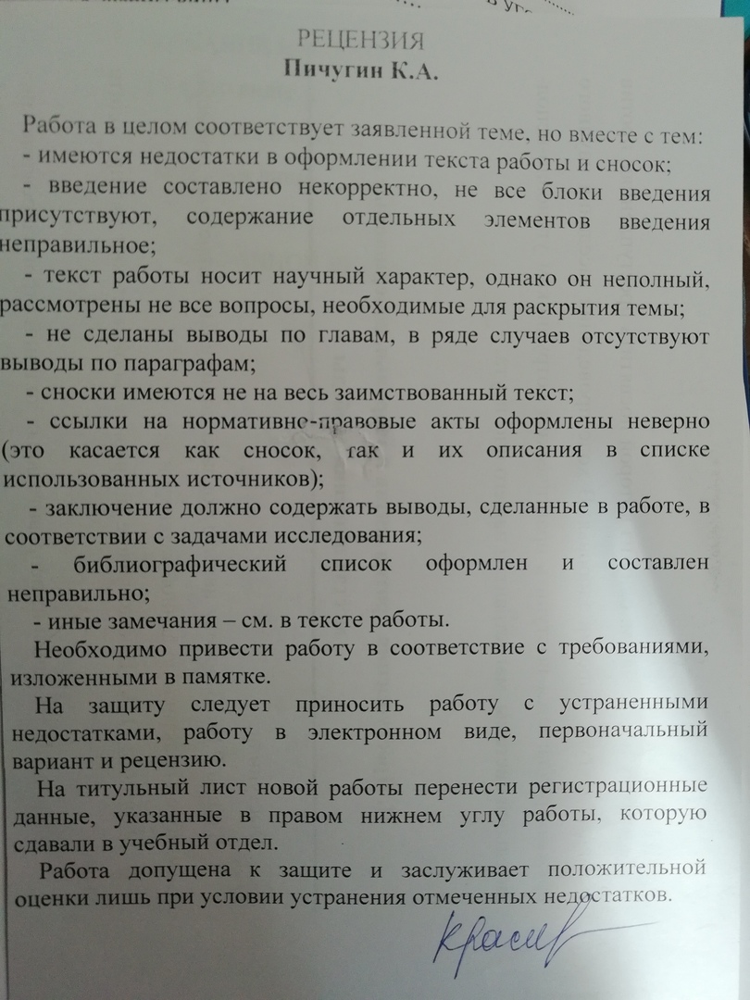 РЕЦЕНЗИЯ
Пичугин К.А.
Работа в целом соответствует заявленной теме, но вместе с тем:
- имеются недостатки в оформлении текста работы и сносок;
- введение составлено некорректно, не все блоки введения
присутствуют, содержание отдельных элементов введения
неправильное;
- текст работы носит научный характер, однако он неполный,
рассмотрены не все вопросы, необходимые для раскрытия темы;
- не сделаны выводы по главам, в ряде случаев отсутствуют
выводы по параграфам;
- сноски имеются не на весь заимствованный текст;
- ссылки на нормативно-правовые акты оформлены неверно
(это касается как сносок, так и их описания в списке
использованных источников);
- заключение должно содержать выводы, сделанные в работе, в
соответствии с задачами исследования;
- библиографический список оформлен и составлен
неправильно;
- иные замечания – см. в тексте работы.
Необходимо привести работу в соответствие с требованиями,
изложенными в памятке.
На защиту следует приносить работу с устраненными
недостатками, работу в электронном виде, первоначальный
вариант и рецензию.
На титульный лист новой работы перенести регистрационные
данные, указанные в правом нижнем углу работы, которую
сдавали в учебный отдел.
Работа допущена к защите и заслуживает положительной
оценки лишь при условии устранения отмеченных недостатков.